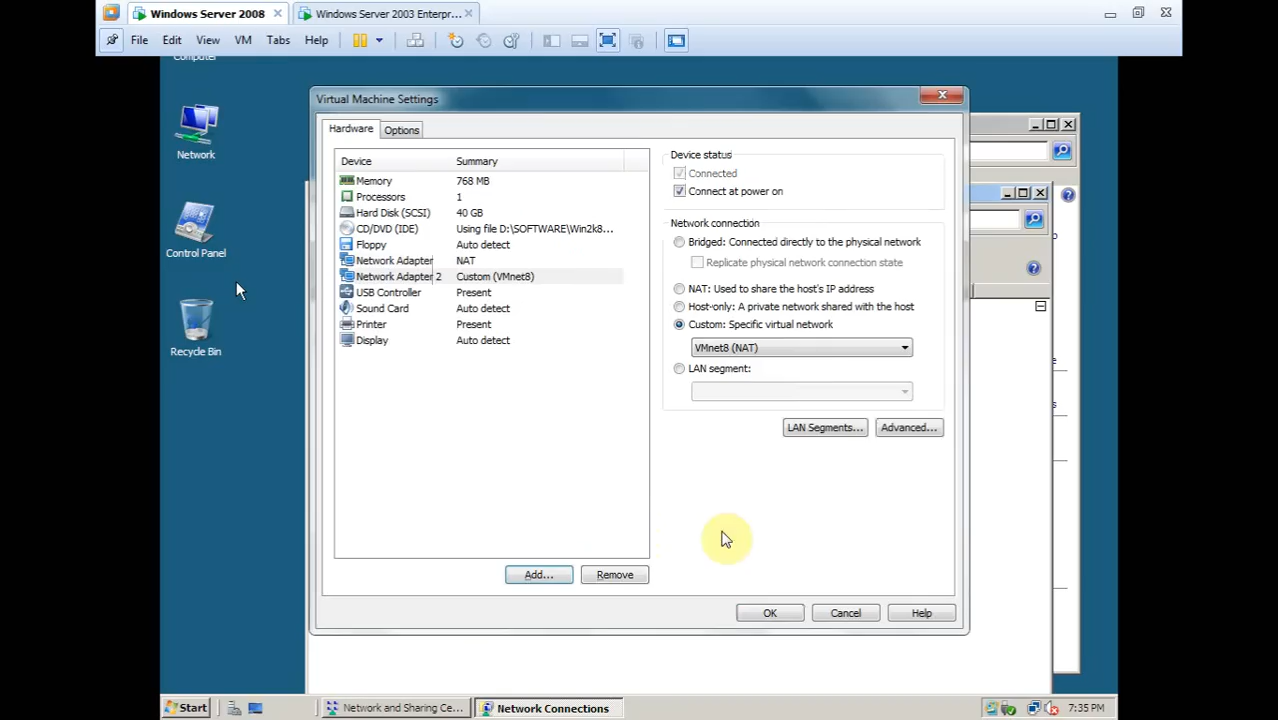 Windows Server 2008
Windows Server 2003 Enterpr...
File Edit View VM Tabs Help
Computer
Network
Control Panel
Recycle Bin
Virtual Machine Settings
Hardware Options
Device Summary
Memory 768 MB
Processors 1
Hard Disk (SCSI) 40 GB
CD/DVD (IDE) Using file D:\SOFTWARE\Win2k8...
Floppy Auto detect
Network Adapter NAT
Network Adapter 2 Custom (VMnet8)
USB Controller Present
Sound Card Auto detect
Printer Present
Display Auto detect
Add... Remove
Device status
Connected
Connect at power on
Network connection
Bridged: Connected directly to the physical network
Replicate physical network connection state
NAT: Used to share the host's IP address
Host-only: A private network shared with the host
Custom: Specific virtual network
VMnet8 (NAT)
LAN segment:
LAN Segments... Advanced...
OK Cancel Help
Start
Network and Sharing Ce...
Network Connections
7:35 PM